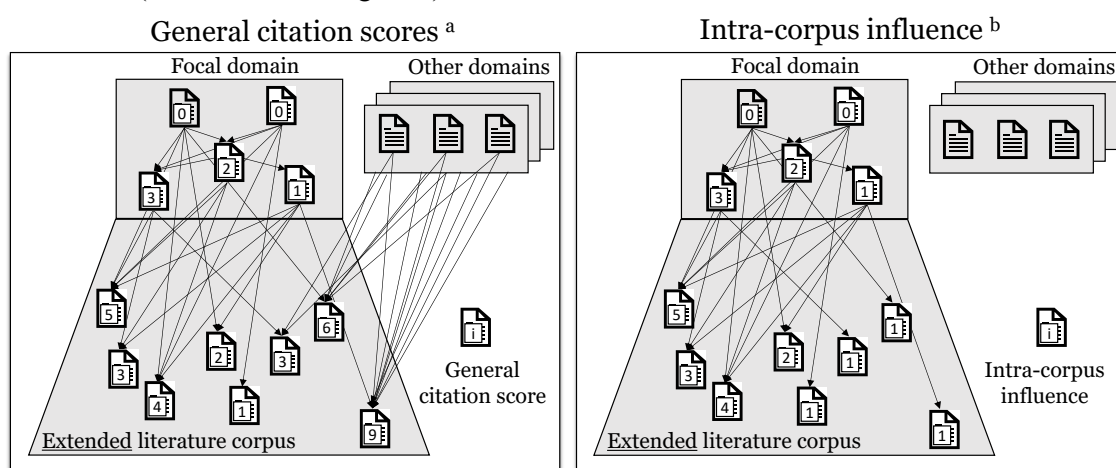 General citation scores a
Intra-corpus influence b
Focal domain
Other domains
0
0
2
3
1
5
6
3
2
3
4
1
9
i
General
citation score
Extended literature corpus
Focal domain
Other domains
0
0
2
3
1
5
1
3
2
1
4
1
1
i
Intra-corpus
influence
Extended literature corpus